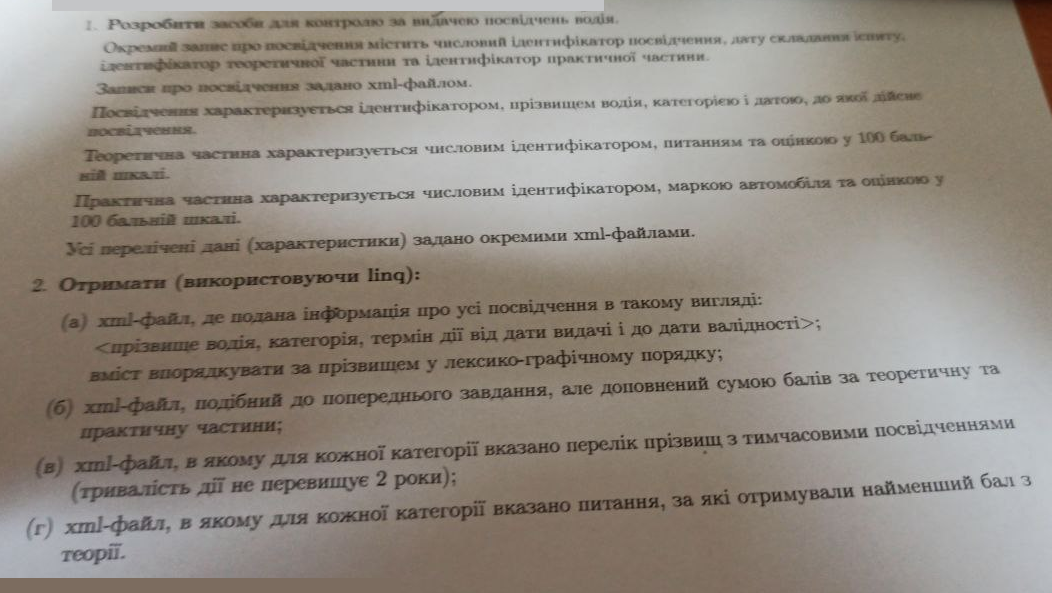 1. Розробити засоби для контролю за видачею посвідчень водія.
Окремий запис про посвідчення містить числовий ідентифікатор посвідчення, дату складання іспиту,
ідентифікатор теоретичної частини та ідентифікатор практичної частини.
Записи про посвідчення задано xml-файлом.
Посвідчення характеризується ідентифікатором, прізвищем водія, категорією і датою, до якої дійсне
посвідчення.
Теоретична частина характеризується числовим ідентифікатором, питанням та оцінкою у 100 баль-
ній шкалі.
Практична частина характеризується числовим ідентифікатором, маркою автомобіля та оцінкою у
100 бальній шкалі.
Усі перелічені дані (характеристики) задано окремими xml-файлами.
2. Отримати (використовуючи linq):
(а) xml-файл, де подана інформація про усі посвідчення в такому вигляді:
<прізвище водія, категорія, термін дії від дати видачі і до дати валідності>;
вміст впорядкувати за прізвищем у лексико-графічному порядку;
(б) xml-файл, подібний до попереднього завдання, але доповнений сумою балів за теоретичну та
практичну частини;
(в) xml-файл, в якому для кожної категорії вказано перелік прізвищ з тимчасовими посвідченнями
(тривалість дії не перевищує 2 роки);
(г) xml-файл, в якому для кожної категорії вказано питання, за які отримували найменший бал з
теорії.